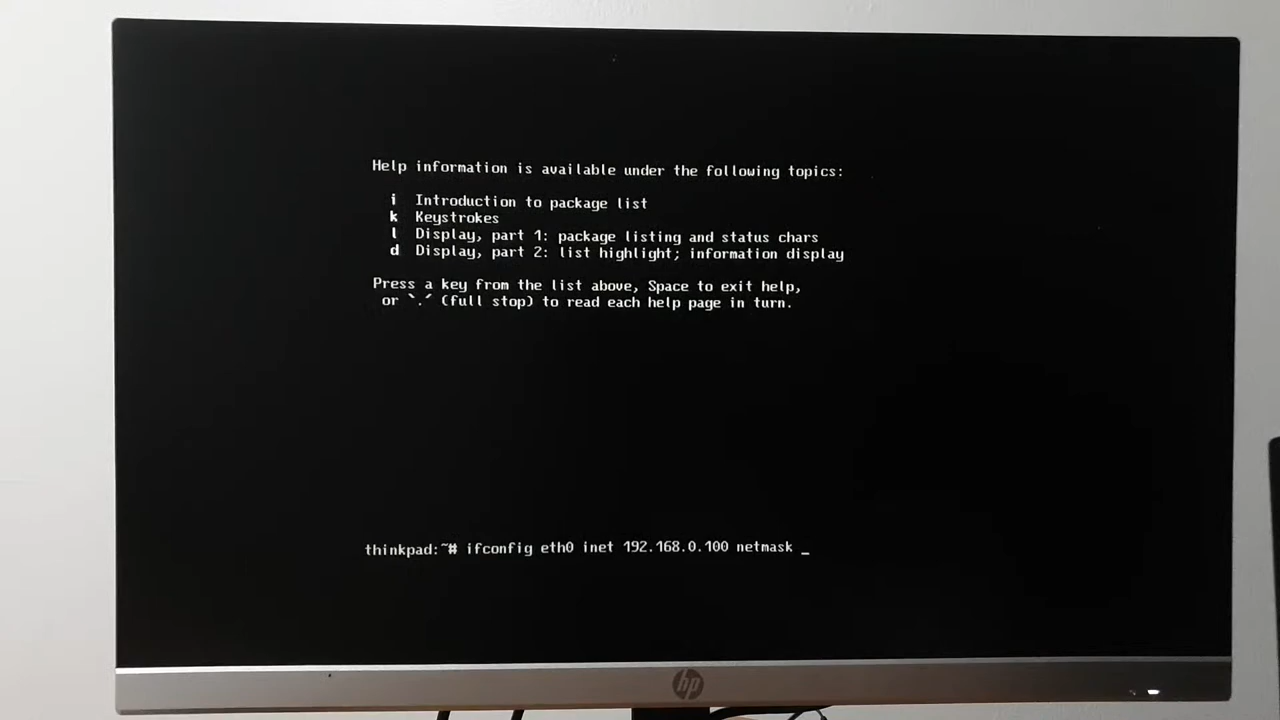 Help information is available under the following topics:
i Introduction to package list
k Keystrokes
l Display, part 1: package listing and status chars
d Display, part 2: list highlight; information display
Press a key from the list above, Space to exit help,
or `.´ (full stop) to read each help page in turn.
thinkpad:~# ifconfig eth0 inet 192.168.0.100 netmask _
hp